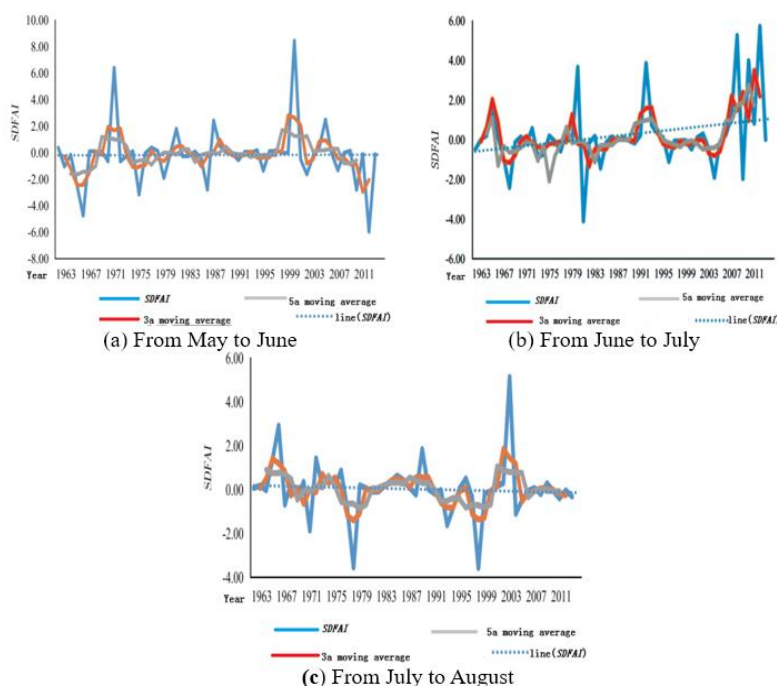 10.00
8.00
6.00
4.00
2.00
0.00
-2.00
-4.00
-6.00
-8.00
SDFAI
Year 1963 1967 1971 1975 1979 1983 1987 1991 1995 1999 2003 2007 2011
SDFAI 5a moving average
3a moving average line(SDFAI)
(a) From May to June
6.00
4.00
2.00
0.00
-2.00
-4.00
-6.00
SDFAI
Year 1963 1967 1971 1975 1979 1983 1987 1991 1995 1999 2003 2007 2011
SDFAI 5a moving average
3a moving average line(SDFAI)
(b) From June to July
6.00
4.00
2.00
0.00
-2.00
-4.00
SDFAI
Year 1963 1967 1971 1975 1979 1983 1987 1991 1995 1999 2003 2007 2011
SDFAI 5a moving average
3a moving average line(SDFAI)
(c) From July to August